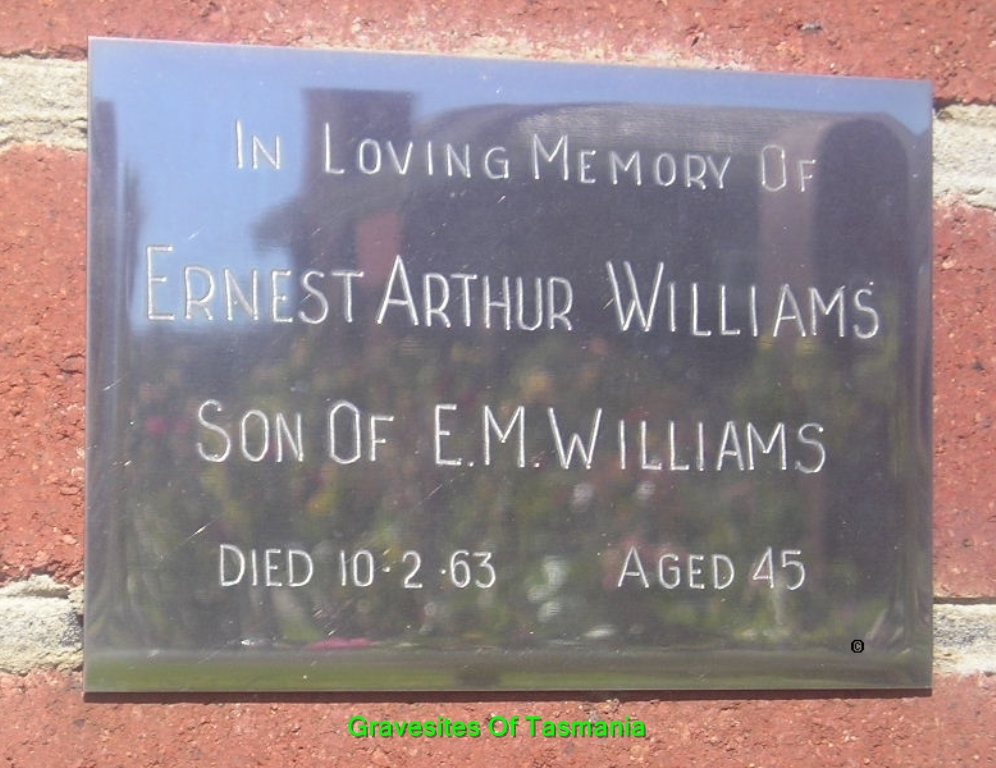 In Loving Memory Of
Ernest Arthur Williams
Son Of E.M. Williams
Died 10·2·63 Aged 45
©
Gravesites Of Tasmania